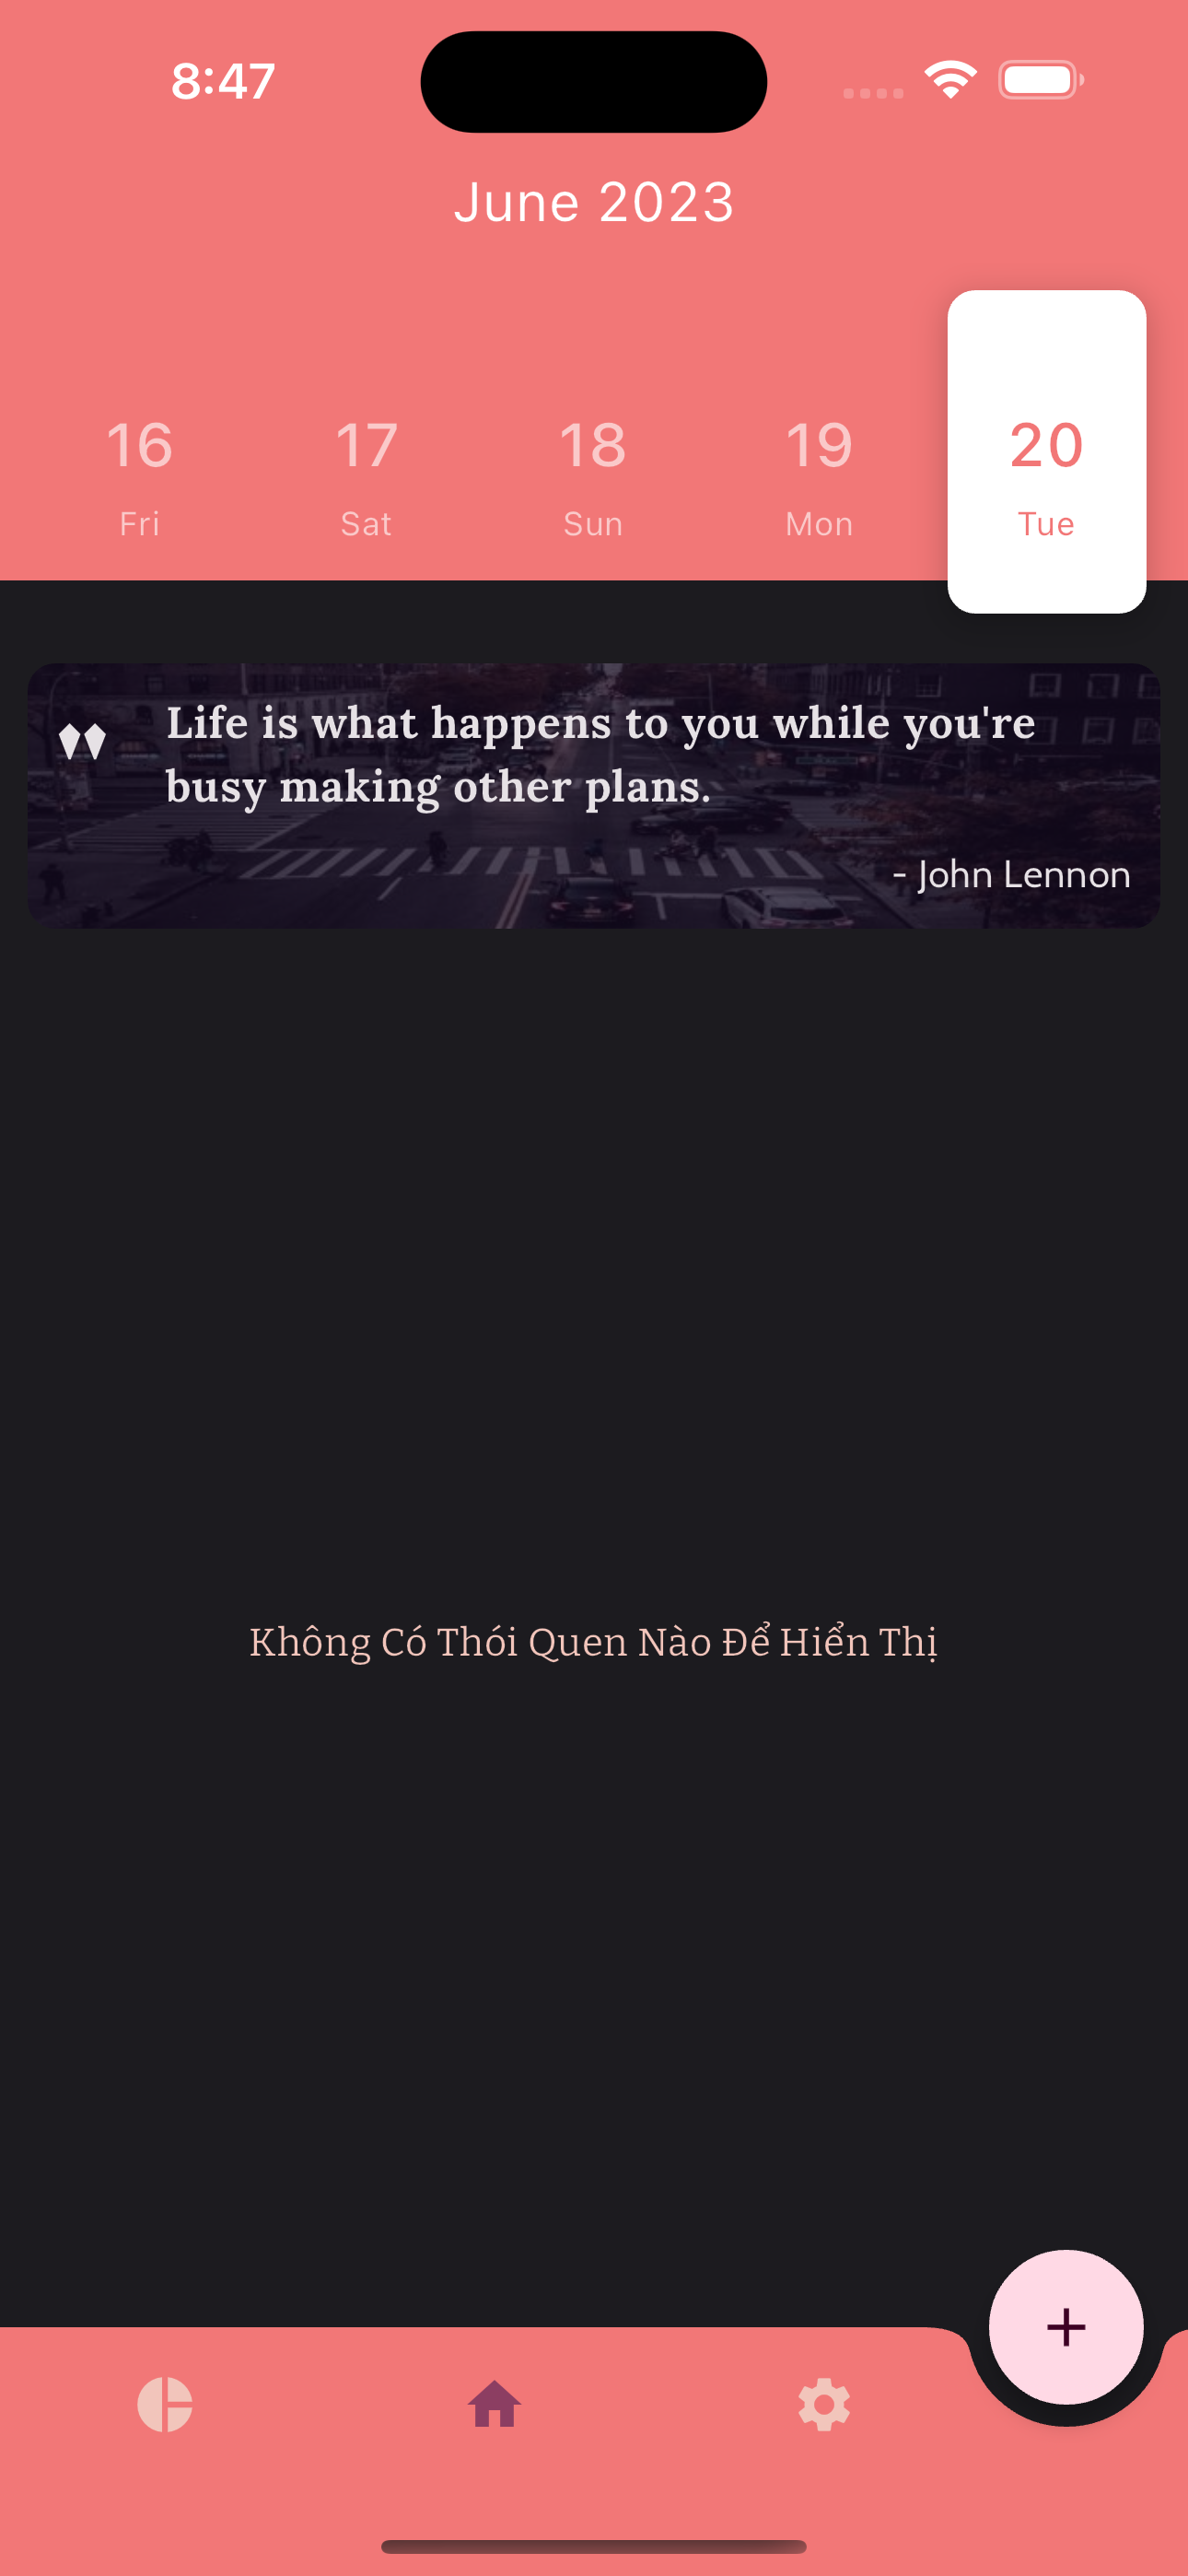 8:47
June 2023
16 17 18 19 20
Fri Sat Sun Mon Tue
Life is what happens to you while you're
busy making other plans.
- John Lennon
Không Có Thói Quen Nào Để Hiển Thị